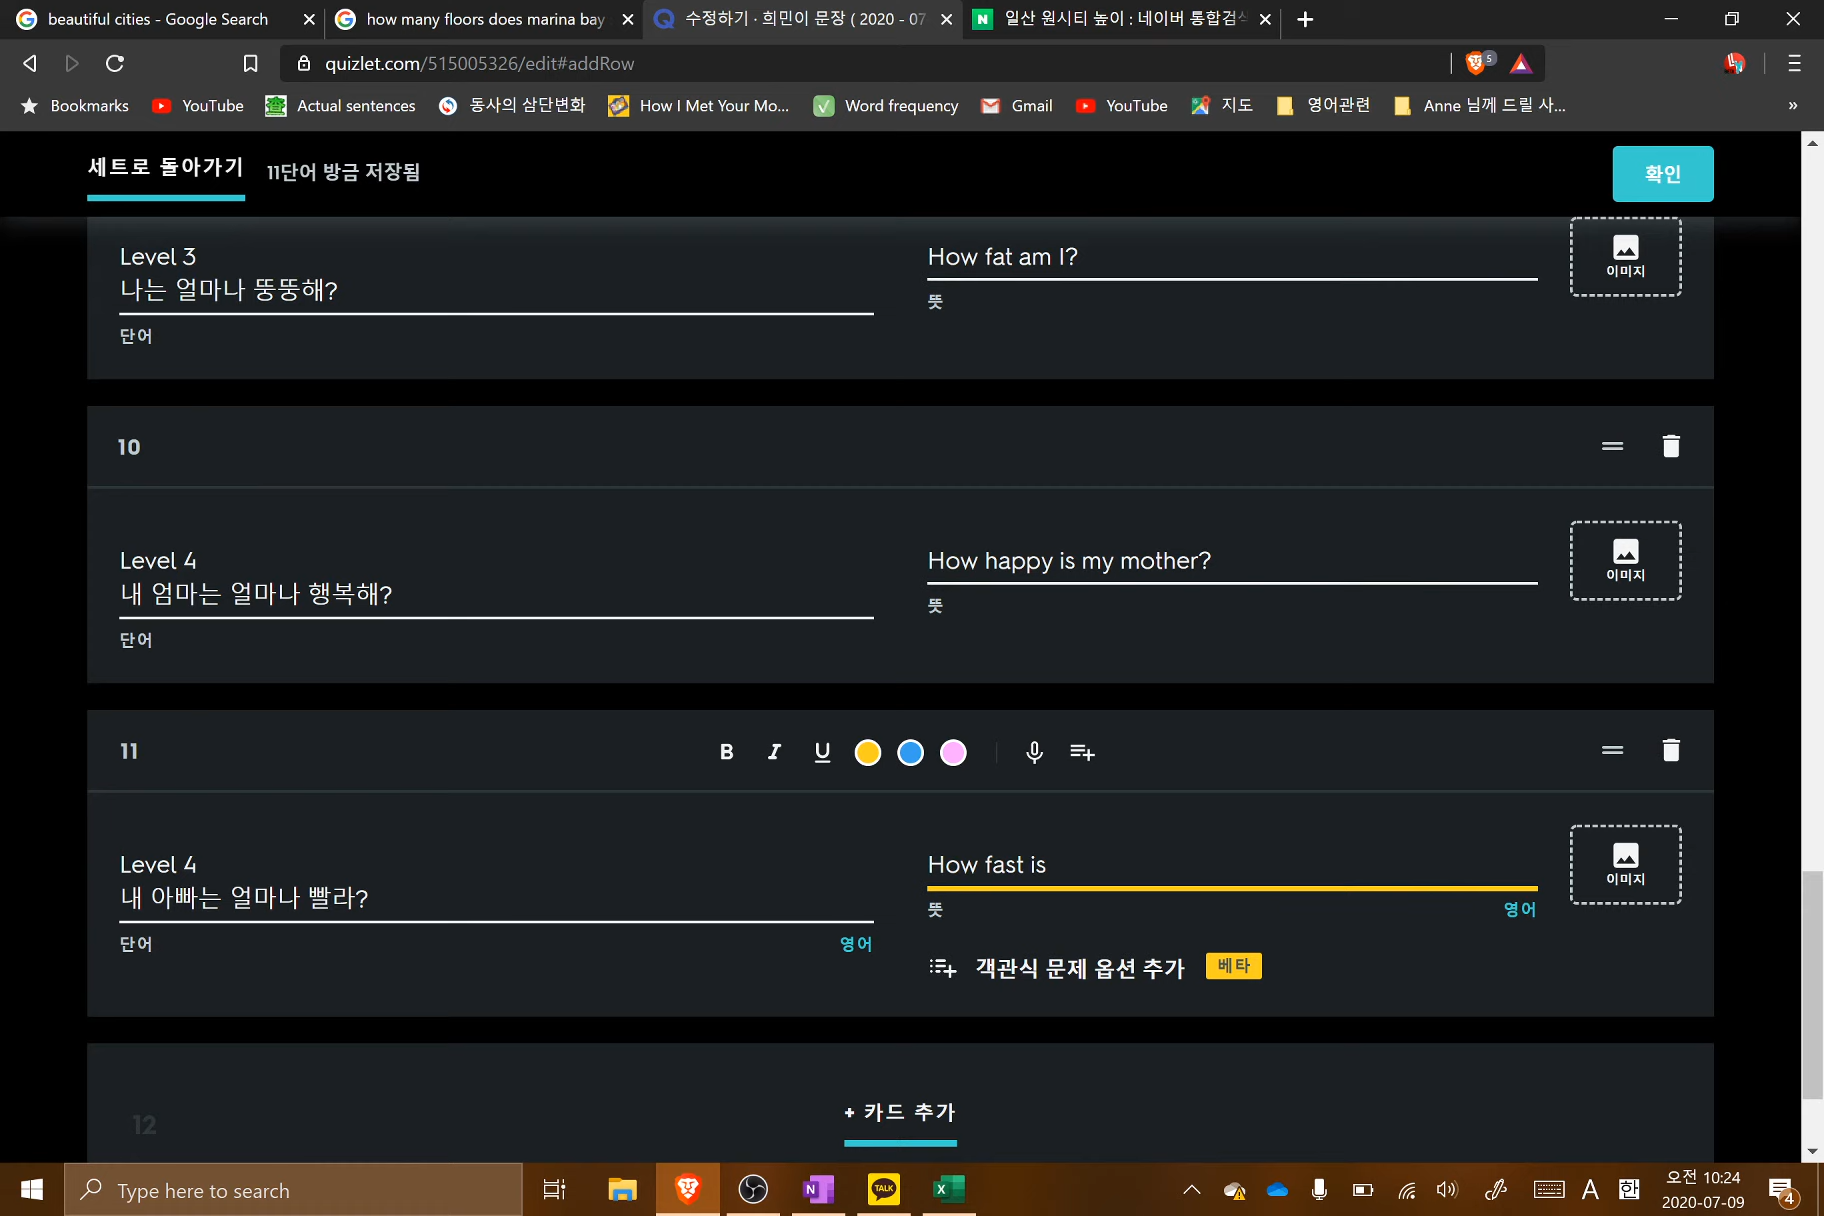 beautiful cities - Google Search
how many floors does marina bay
수정하기 · 희민이 문장 ( 2020 - 07
일산 원시티 높이 : 네이버 통합검색
quizlet.com/515005326/edit#addRow
5
Bookmarks
YouTube
Actual sentences
동사의 삼단변화
How I Met Your Mo...
Word frequency
Gmail
YouTube
지도
영어관련
Anne 님께 드릴 사...
»
세트로 돌아가기
11단어 방금 저장됨
확인
Level 3
나는 얼마나 뚱뚱해?
단어
How fat am I?
뜻
이미지
10
Level 4
내 엄마는 얼마나 행복해?
단어
How happy is my mother?
뜻
이미지
11
B I U
Level 4
내 아빠는 얼마나 빨라?
단어
영어
How fast is
뜻
영어
이미지
객관식 문제 옵션 추가
베타
12
+ 카드 추가
Type here to search
N
TALK
X
A
한
오전 10:24
2020-07-09
4